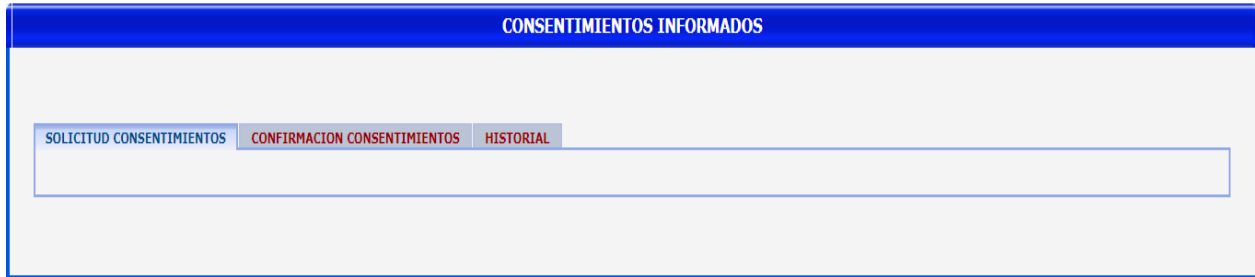 CONSENTIMIENTOS INFORMADOS
SOLICITUD CONSENTIMIENTOS CONFIRMACION CONSENTIMIENTOS HISTORIAL